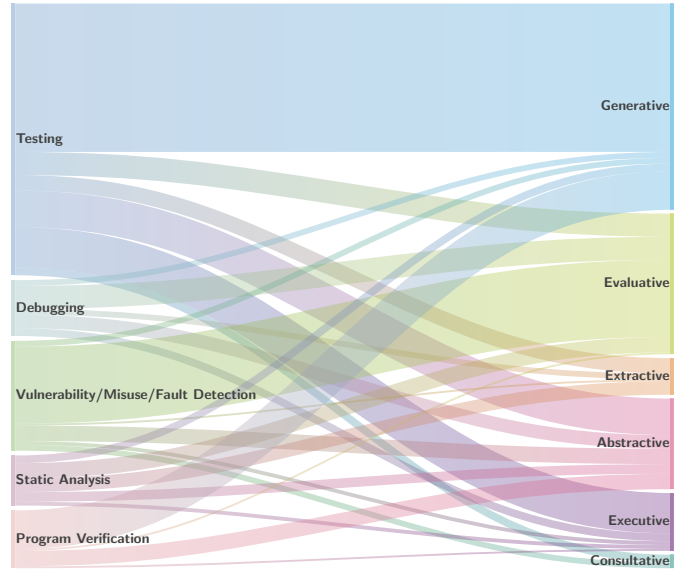 Testing
Debugging
Vulnerability/Misuse/Fault Detection
Static Analysis
Program Verification
Generative
Evaluative
Extractive
Abstractive
Executive
Consultative